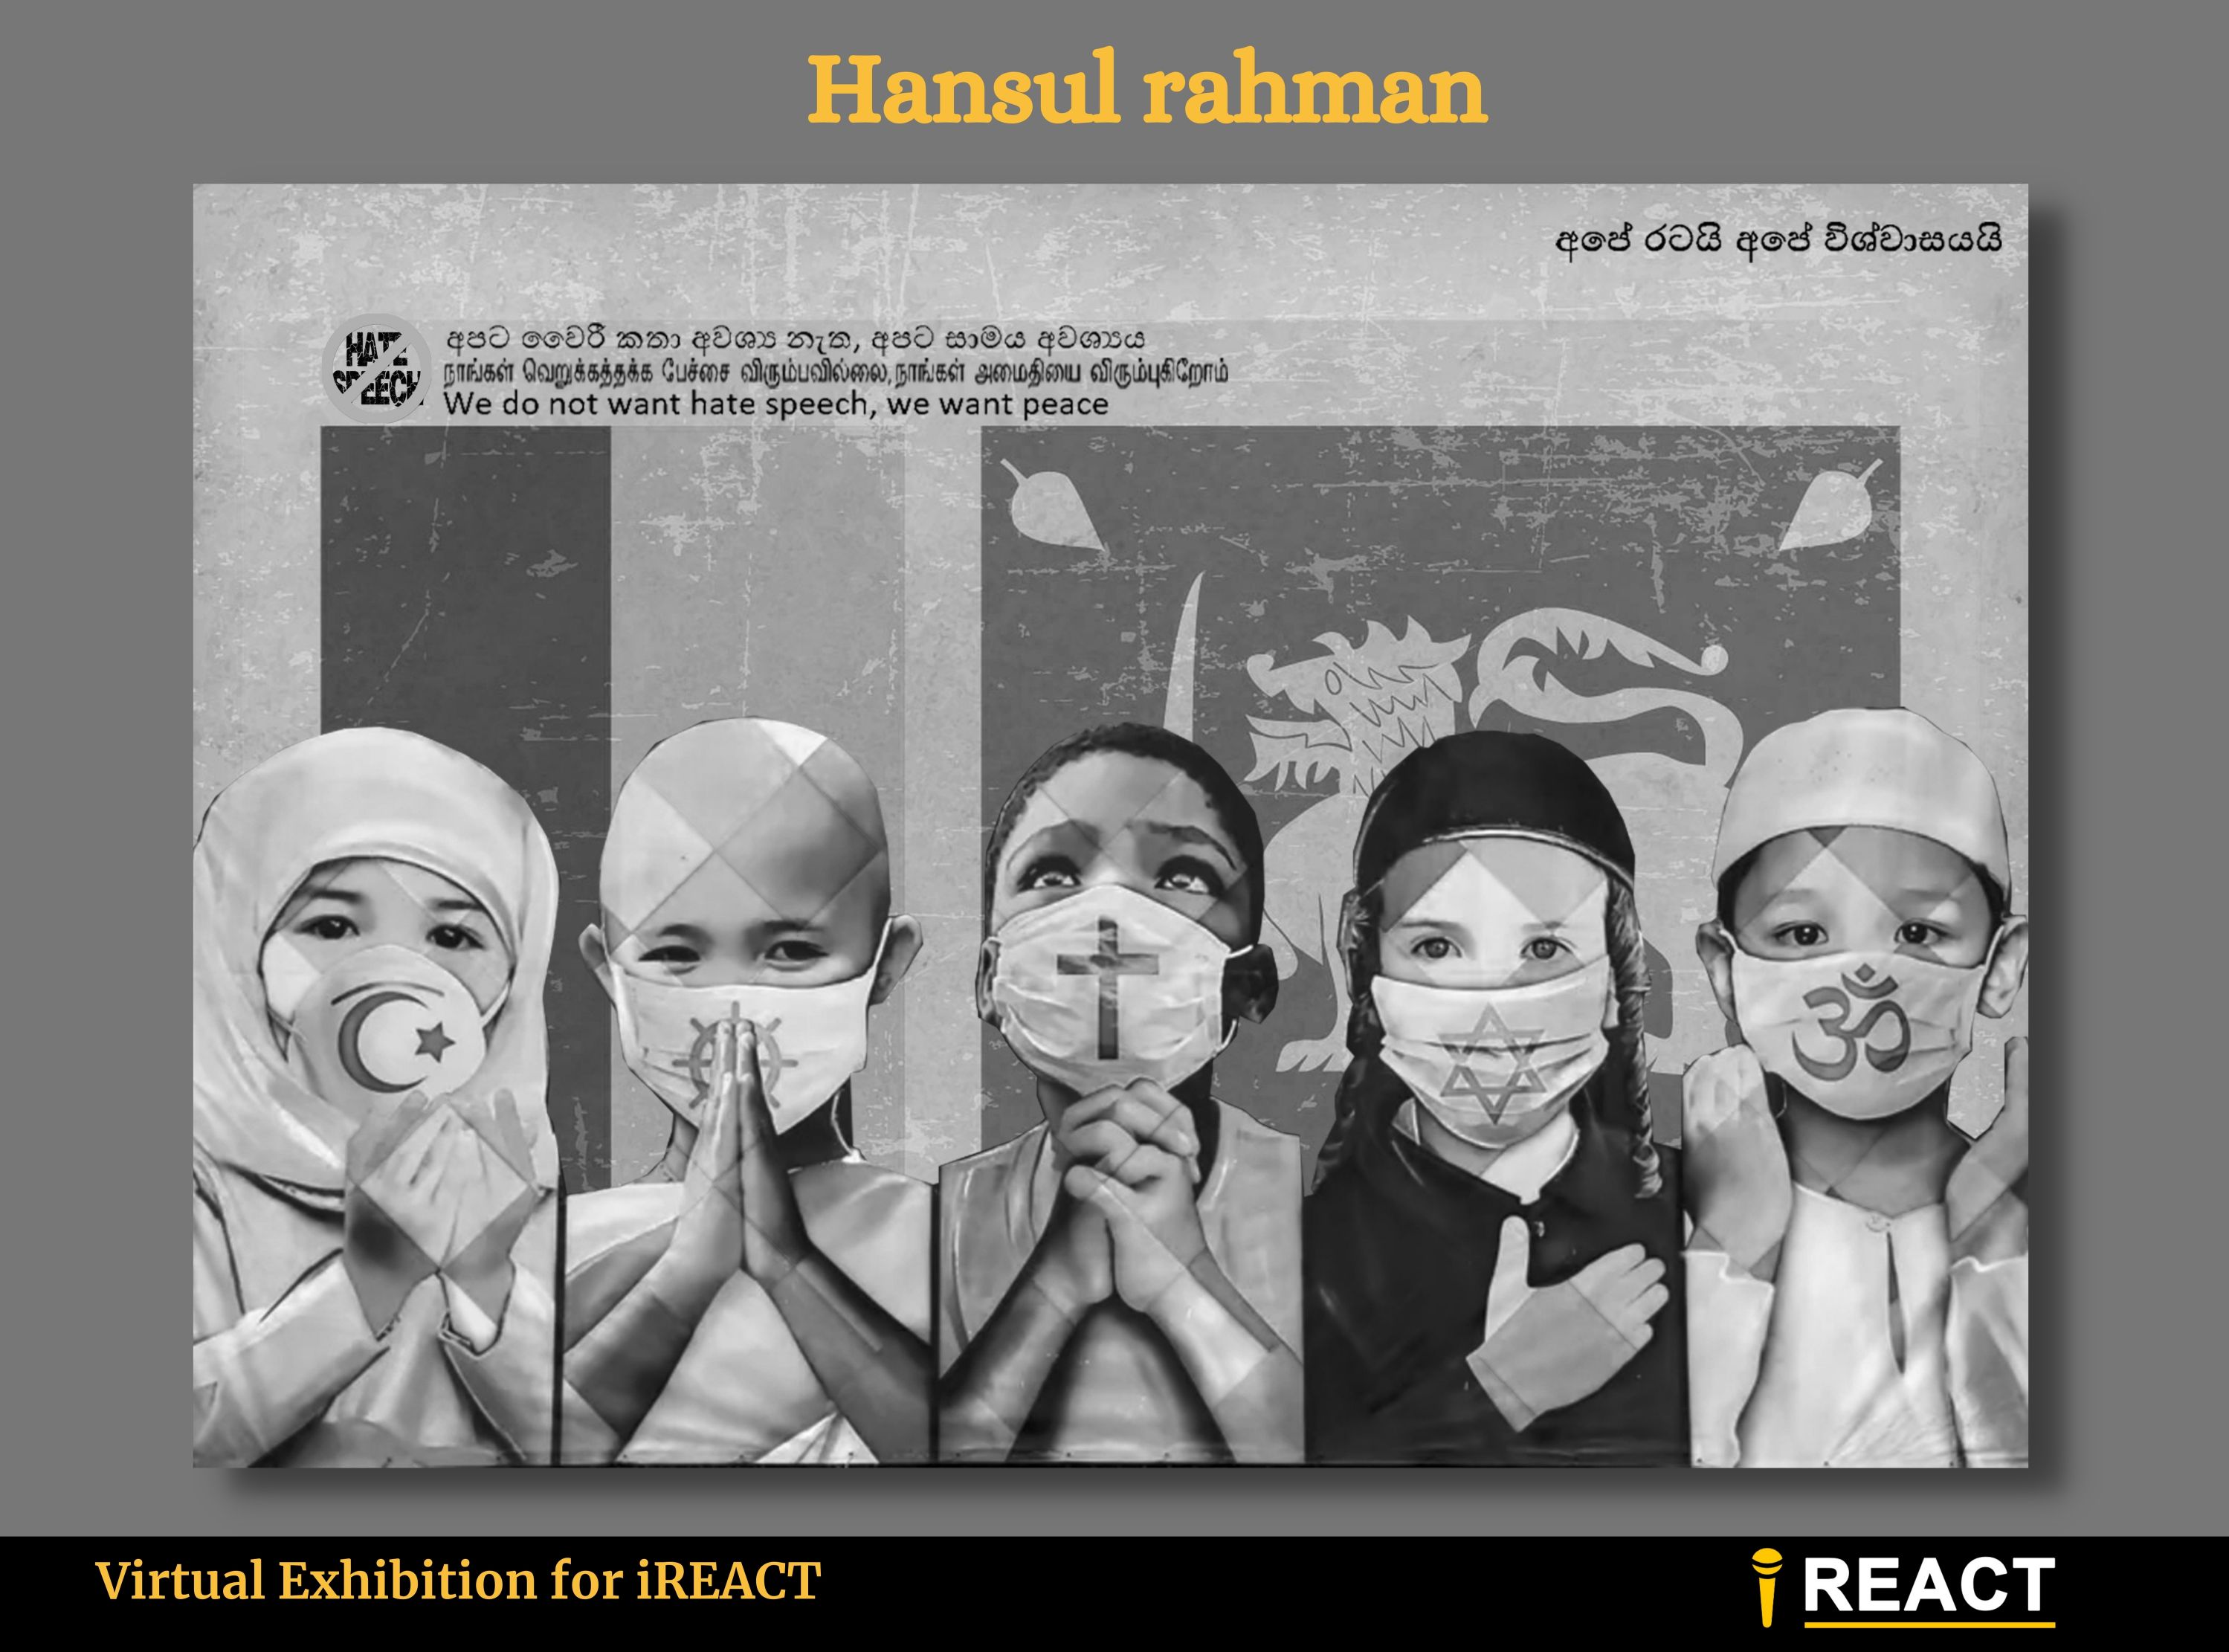 Hansul rahman
අපේ රටයි අපේ විශ්වාසයයි
HATE
SPEECH
අපට වෛරී කතා අවශ්‍ය නැත, අපට සාමය අවශ්‍යය
நாங்கள் வெறுக்கத்தக்க பேச்சை விரும்பவில்லை,நாங்கள் அமைதியை விரும்புகிறோம்
We do not want hate speech, we want peace
ॐ
Virtual Exhibition for iREACT
iREACT